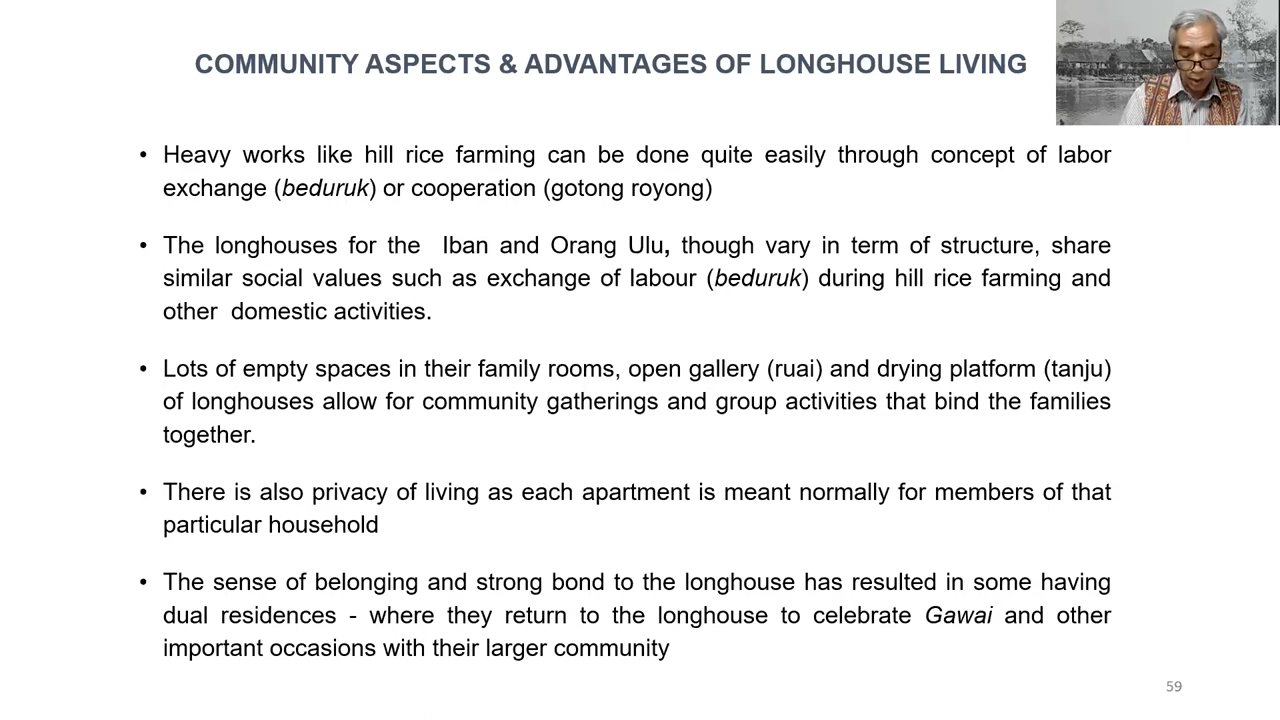 COMMUNITY ASPECTS & ADVANTAGES OF LONGHOUSE LIVING
• Heavy works like hill rice farming can be done quite easily through concept of labor
exchange (beduruk) or cooperation (gotong royong)
• The longhouses for the Iban and Orang Ulu, though vary in term of structure, share
similar social values such as exchange of labour (beduruk) during hill rice farming and
other domestic activities.
• Lots of empty spaces in their family rooms, open gallery (ruai) and drying platform (tanju)
of longhouses allow for community gatherings and group activities that bind the families
together.
• There is also privacy of living as each apartment is meant normally for members of that
particular household
• The sense of belonging and strong bond to the longhouse has resulted in some having
dual residences - where they return to the longhouse to celebrate Gawai and other
important occasions with their larger community
59